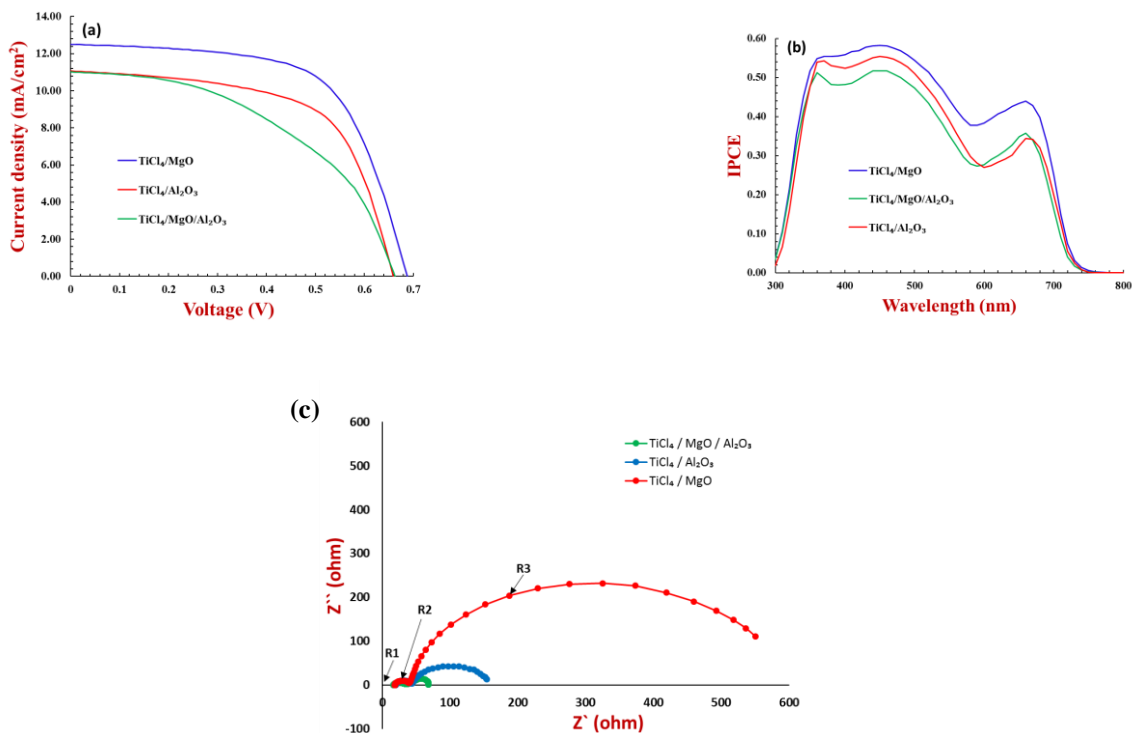 (a)
14.00
12.00
10.00
8.00
6.00
4.00
2.00
0.00
Current density (mA/cm²)
TiCl₄/MgO
TiCl₄/Al₂O₃
TiCl₄/MgO/Al₂O₃
0 0.1 0.2 0.3 0.4 0.5 0.6 0.7
Voltage (V)
(b)
0.60
0.50
0.40
0.30
0.20
0.10
0.00
IPCE
TiCl₄/MgO
TiCl₄/MgO/Al₂O₃
TiCl₄/Al₂O₃
300 400 500 600 700 800
Wavelength (nm)
(c)
600
500
400
300
200
100
0
-100
Z`` (ohm)
TiCl₄ / MgO / Al₂O₃
TiCl₄ / Al₂O₃
TiCl₄ / MgO
R1
R2
R3
0 100 200 300 400 500 600
Z` (ohm)